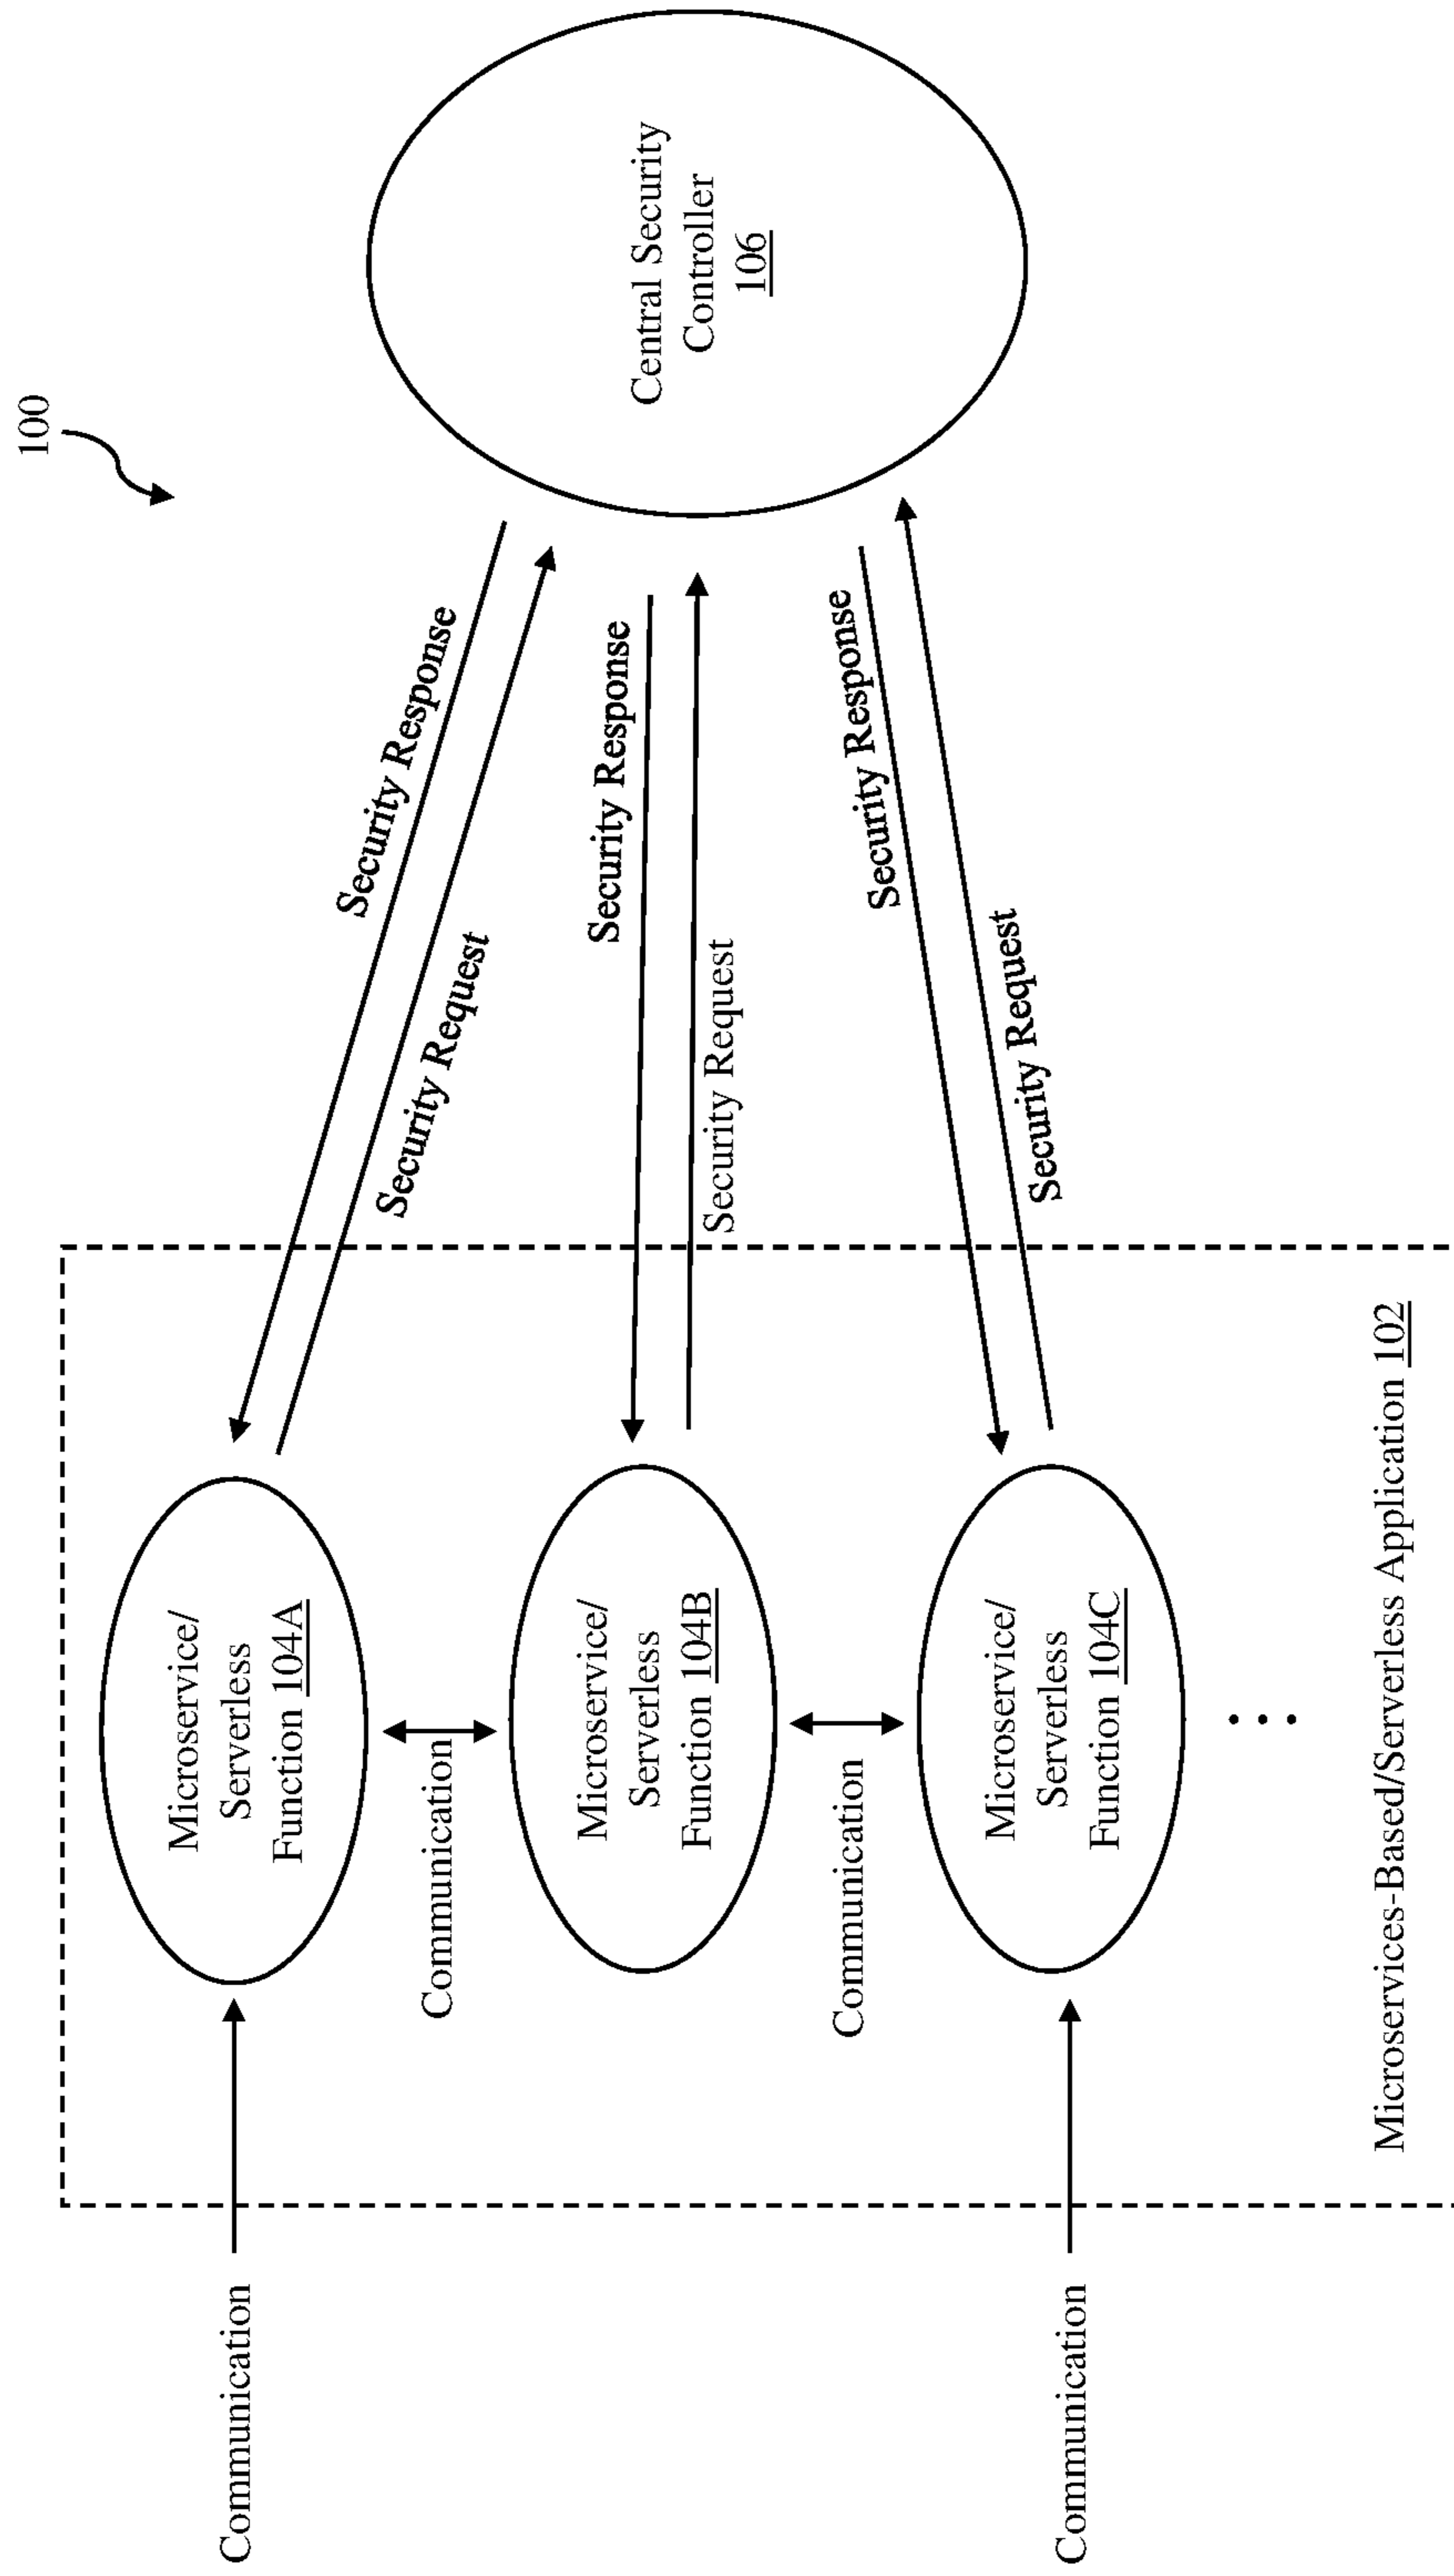 100
Communication
Microservice/
Serverless
Function 104A
Security Response
Security Request
Communication
Microservice/
Serverless
Function 104B
Security Response
Security Request
Central Security
Controller
106
Communication
Communication
Microservice/
Serverless
Function 104C
Security Response
Security Request
Microservices-Based/Serverless Application 102